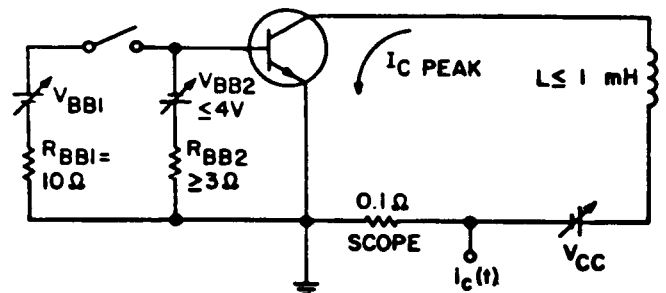 V_BB1
R_BB1=
10Ω
V_BB2
≤4V
R_BB2
≥3Ω
I_C PEAK
L≤ 1 mH
0.1Ω
SCOPE
i_c(t)
V_CC